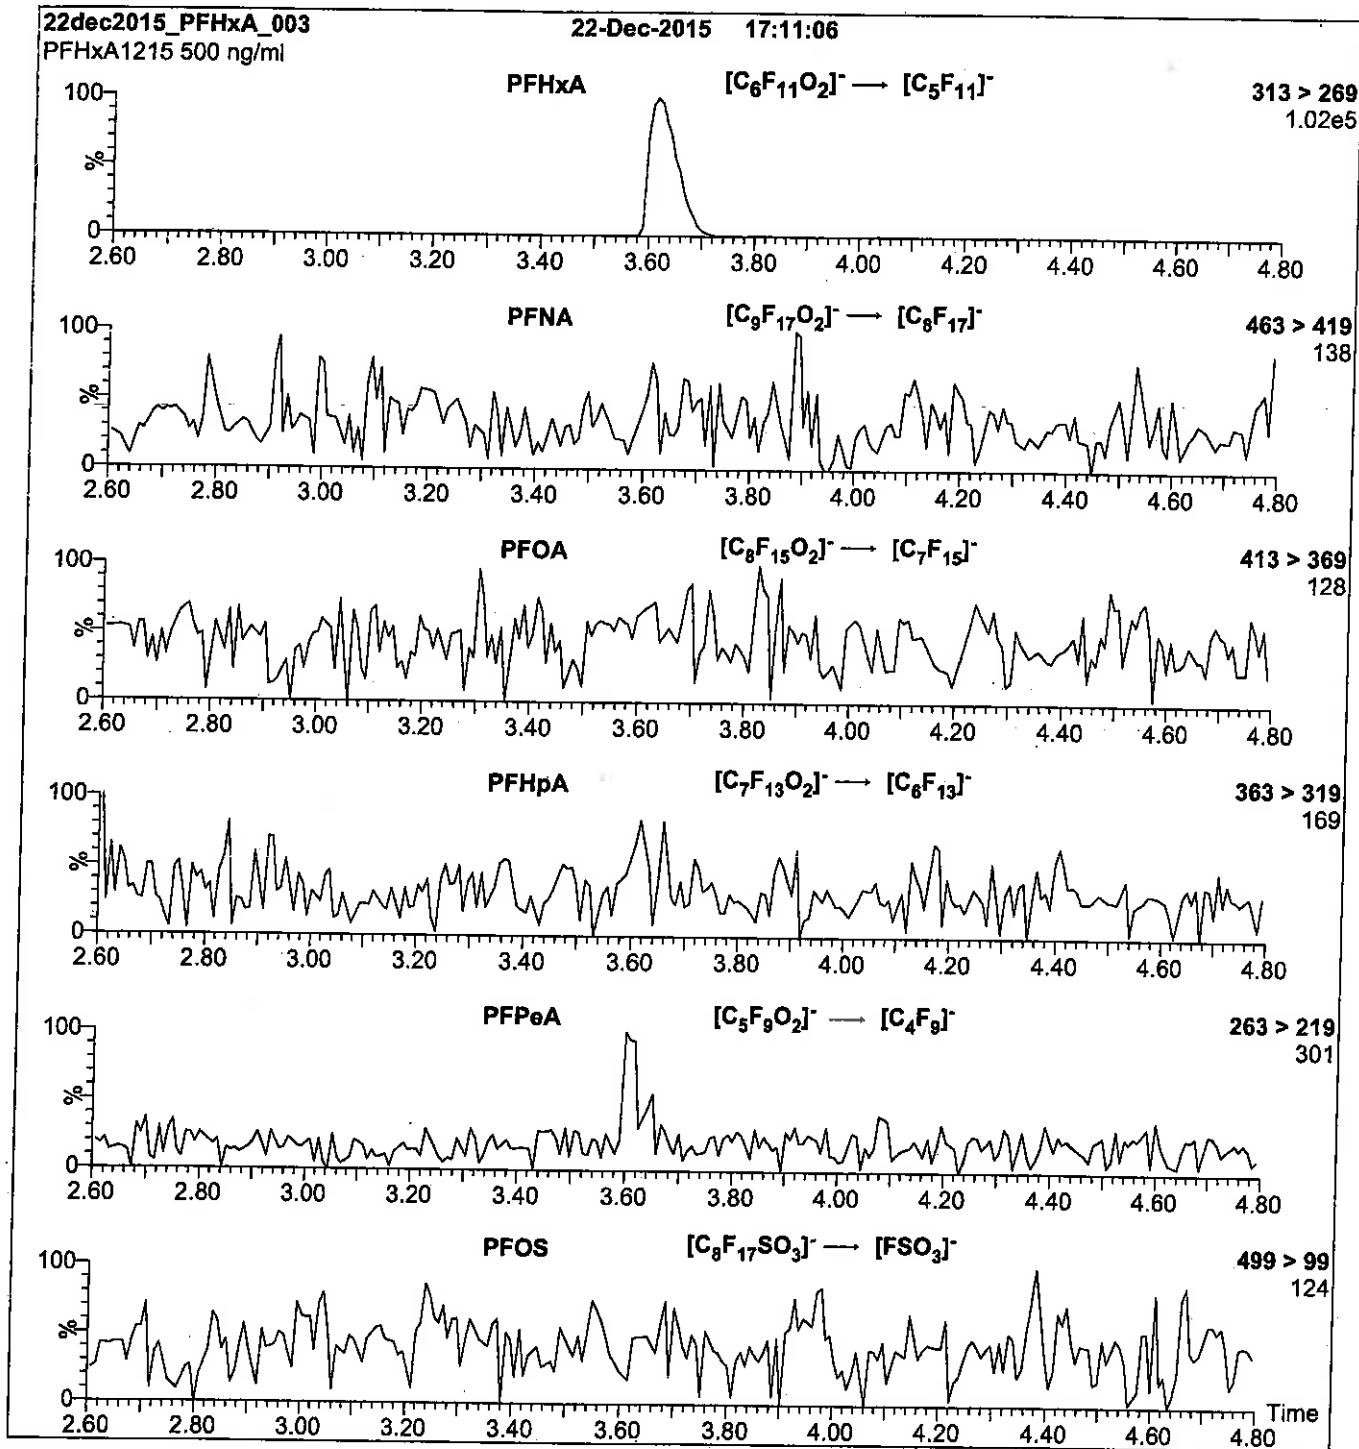 22dec2015_PFHxA_003 22-Dec-2015 17:11:06
PFHxA1215 500 ng/ml
PFHxA [C₆F₁₁O₂]⁻ → [C₅F₁₁]⁻ 313 > 269
1.02e5
100
%
0
2.60 2.80 3.00 3.20 3.40 3.60 3.80 4.00 4.20 4.40 4.60 4.80
PFNA [C₉F₁₇O₂]⁻ → [C₈F₁₇]⁻ 463 > 419
138
100
%
0
2.60 2.80 3.00 3.20 3.40 3.60 3.80 4.00 4.20 4.40 4.60 4.80
PFOA [C₈F₁₅O₂]⁻ → [C₇F₁₅]⁻ 413 > 369
128
100
%
0
2.60 2.80 3.00 3.20 3.40 3.60 3.80 4.00 4.20 4.40 4.60 4.80
PFHpA [C₇F₁₃O₂]⁻ → [C₆F₁₃]⁻ 363 > 319
169
100
%
0
2.60 2.80 3.00 3.20 3.40 3.60 3.80 4.00 4.20 4.40 4.60 4.80
PFPeA [C₅F₉O₂]⁻ → [C₄F₉]⁻ 263 > 219
301
100
%
0
2.60 2.80 3.00 3.20 3.40 3.60 3.80 4.00 4.20 4.40 4.60 4.80
PFOS [C₈F₁₇SO₃]⁻ → [FSO₃]⁻ 499 > 99
124
100
%
0
2.60 2.80 3.00 3.20 3.40 3.60 3.80 4.00 4.20 4.40 4.60 4.80 Time